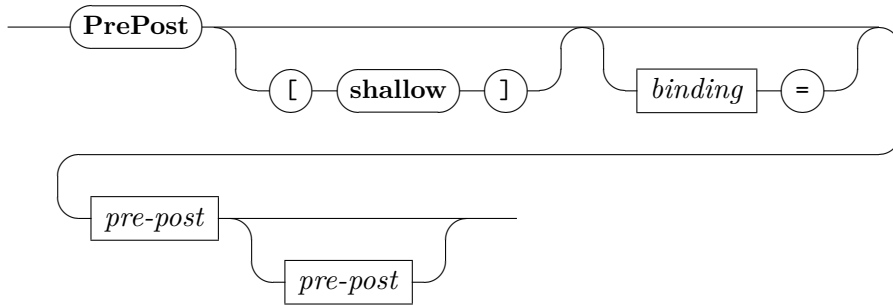 PrePost
[ shallow ] binding =
pre-post
pre-post